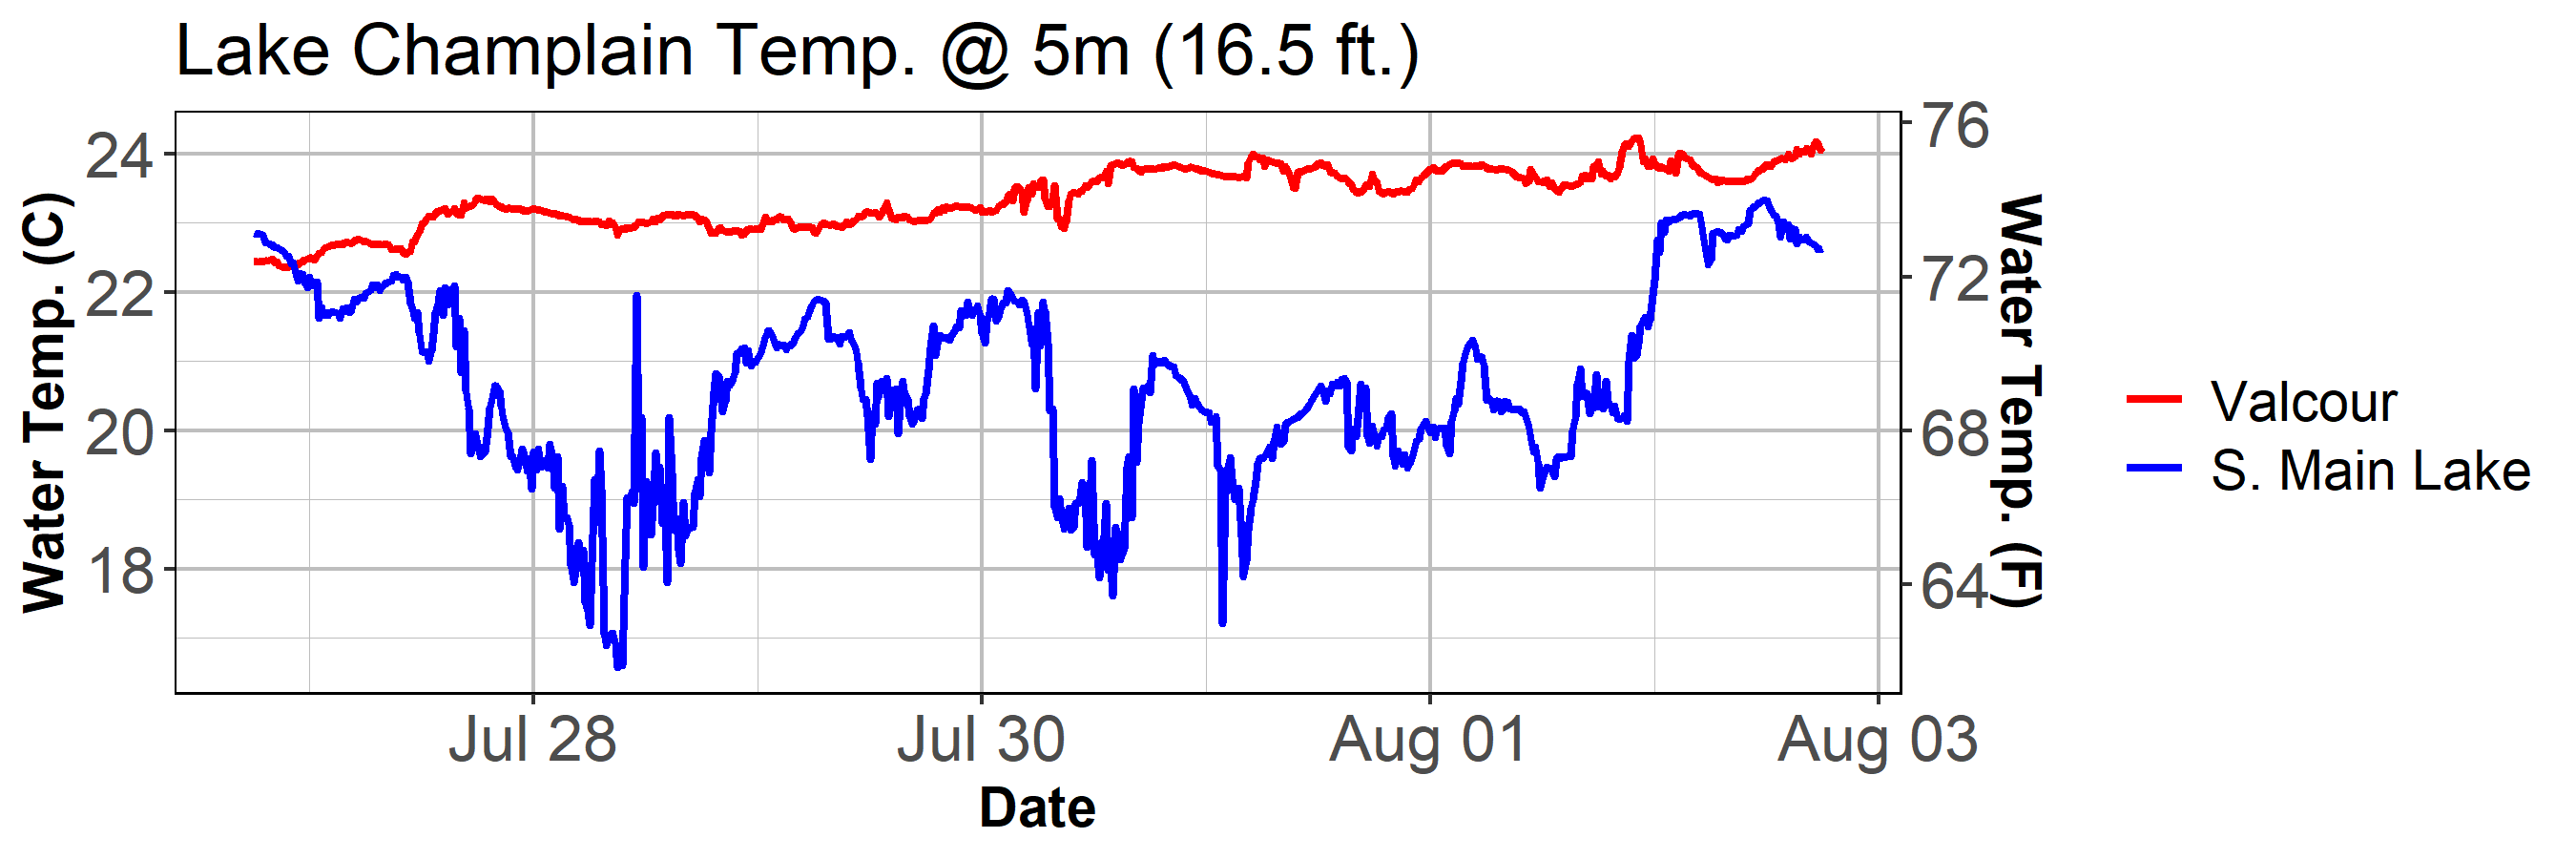 Lake Champlain Temp. @ 5m (16.5 ft.)
Water Temp. (C)
24
22
20
18
76
72
68
64
Water Temp. (F)
Jul 28
Jul 30
Aug 01
Aug 03
Date
Valcour
S. Main Lake